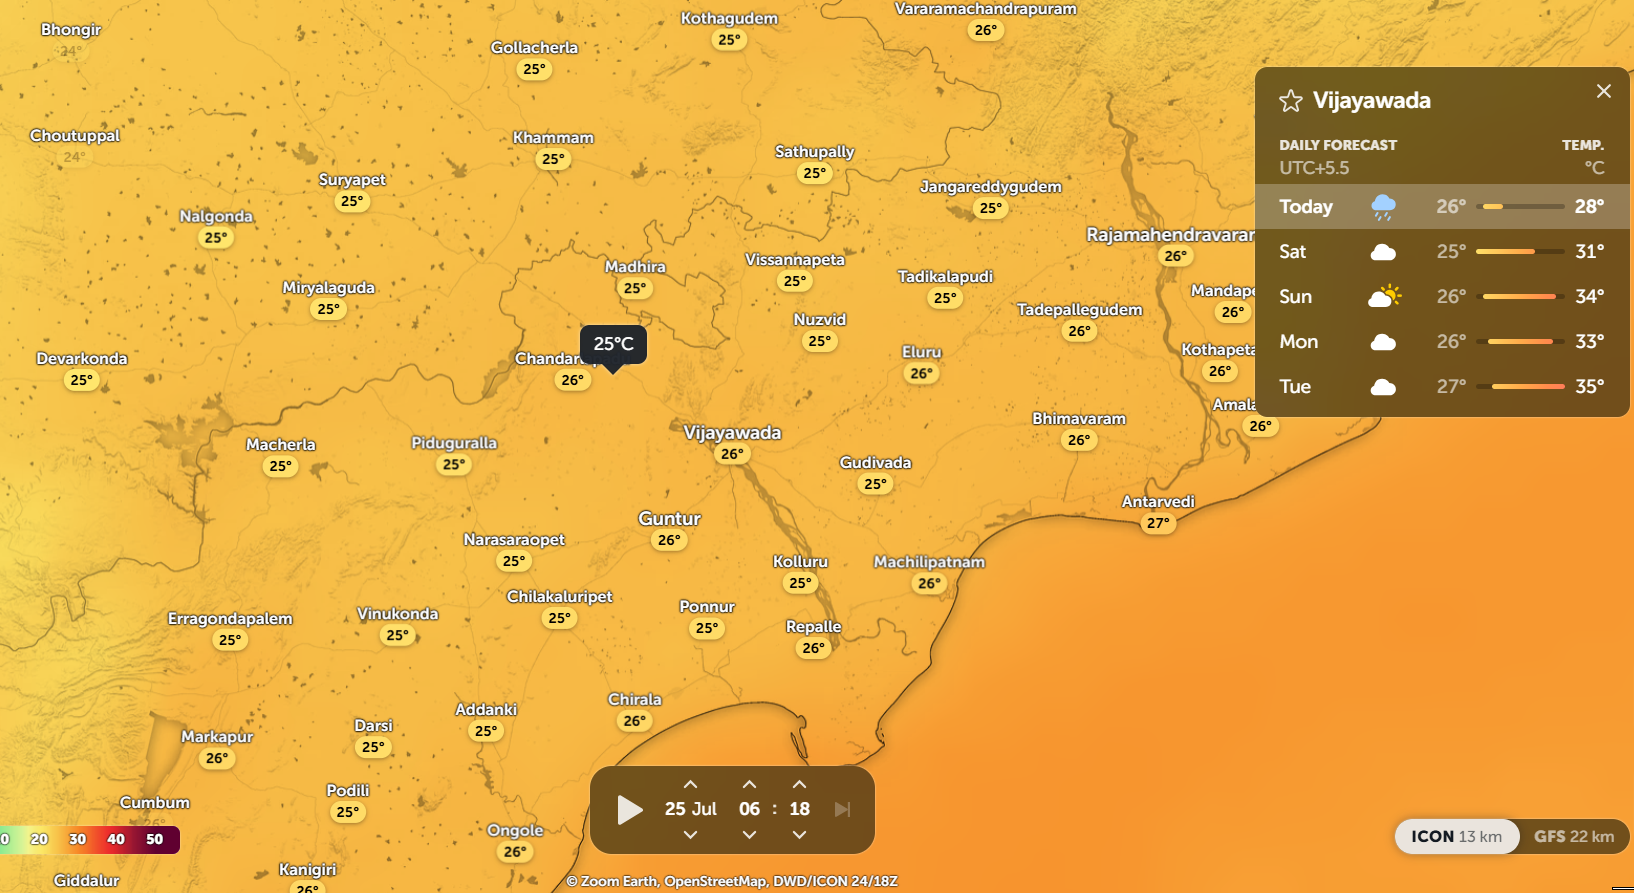 Bhongir
24°
Kothagudem
25°
Vararamachandrapuram
26°
Gollacherla
25°
Choutuppal
24°
Khammam
25°
Sathupally
25°
Suryapet
25°
Jangareddygudem
25°
Nalgonda
25°
Rajamahendravaram
26°
Madhira
25°
Vissannapeta
25°
Tadikalapudi
25°
Miryalaguda
25°
Mandape
26°
Nuzvid
25°
Tadepallegudem
26°
25°C
Devarkonda
25°
26°
Eluru
26°
Kothapeta
26°
26°
Bhimavaram
26°
Macherla
25°
Piduguralla
25°
Vijayawada
26°
Gudivada
25°
Antarvedi
27°
Guntur
26°
Narasaraopet
25°
Kolluru
25°
Machilipatnam
26°
Chilakaluripet
25°
Ponnur
25°
Erragondapalem
25°
Vinukonda
25°
Repalle
26°
Chirala
26°
Addanki
25°
Darsi
25°
Markapur
26°
Podili
25°
Cumbum
26°
Ongole
26°
Kanigiri
26°
Giddalur
Vijayawada
DAILY FORECAST TEMP.
UTC+5.5 °C
Today 26° 28°
Sat 25° 31°
Sun 26° 34°
Mon 26° 33°
Tue 27° 35°
25 Jul 06 : 18
0 20 30 40 50
ICON 13 km GFS 22 km
© Zoom Earth, OpenStreetMap, DWD/ICON 24/18Z